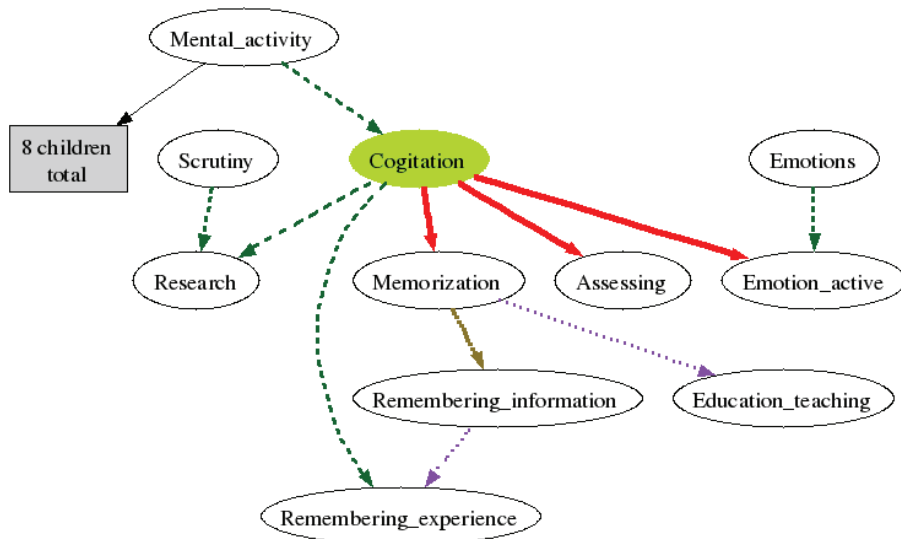 Mental_activity
8 children
total
Scrutiny
Cogitation
Emotions
Research
Memorization
Assessing
Emotion_active
Remembering_information
Education_teaching
Remembering_experience